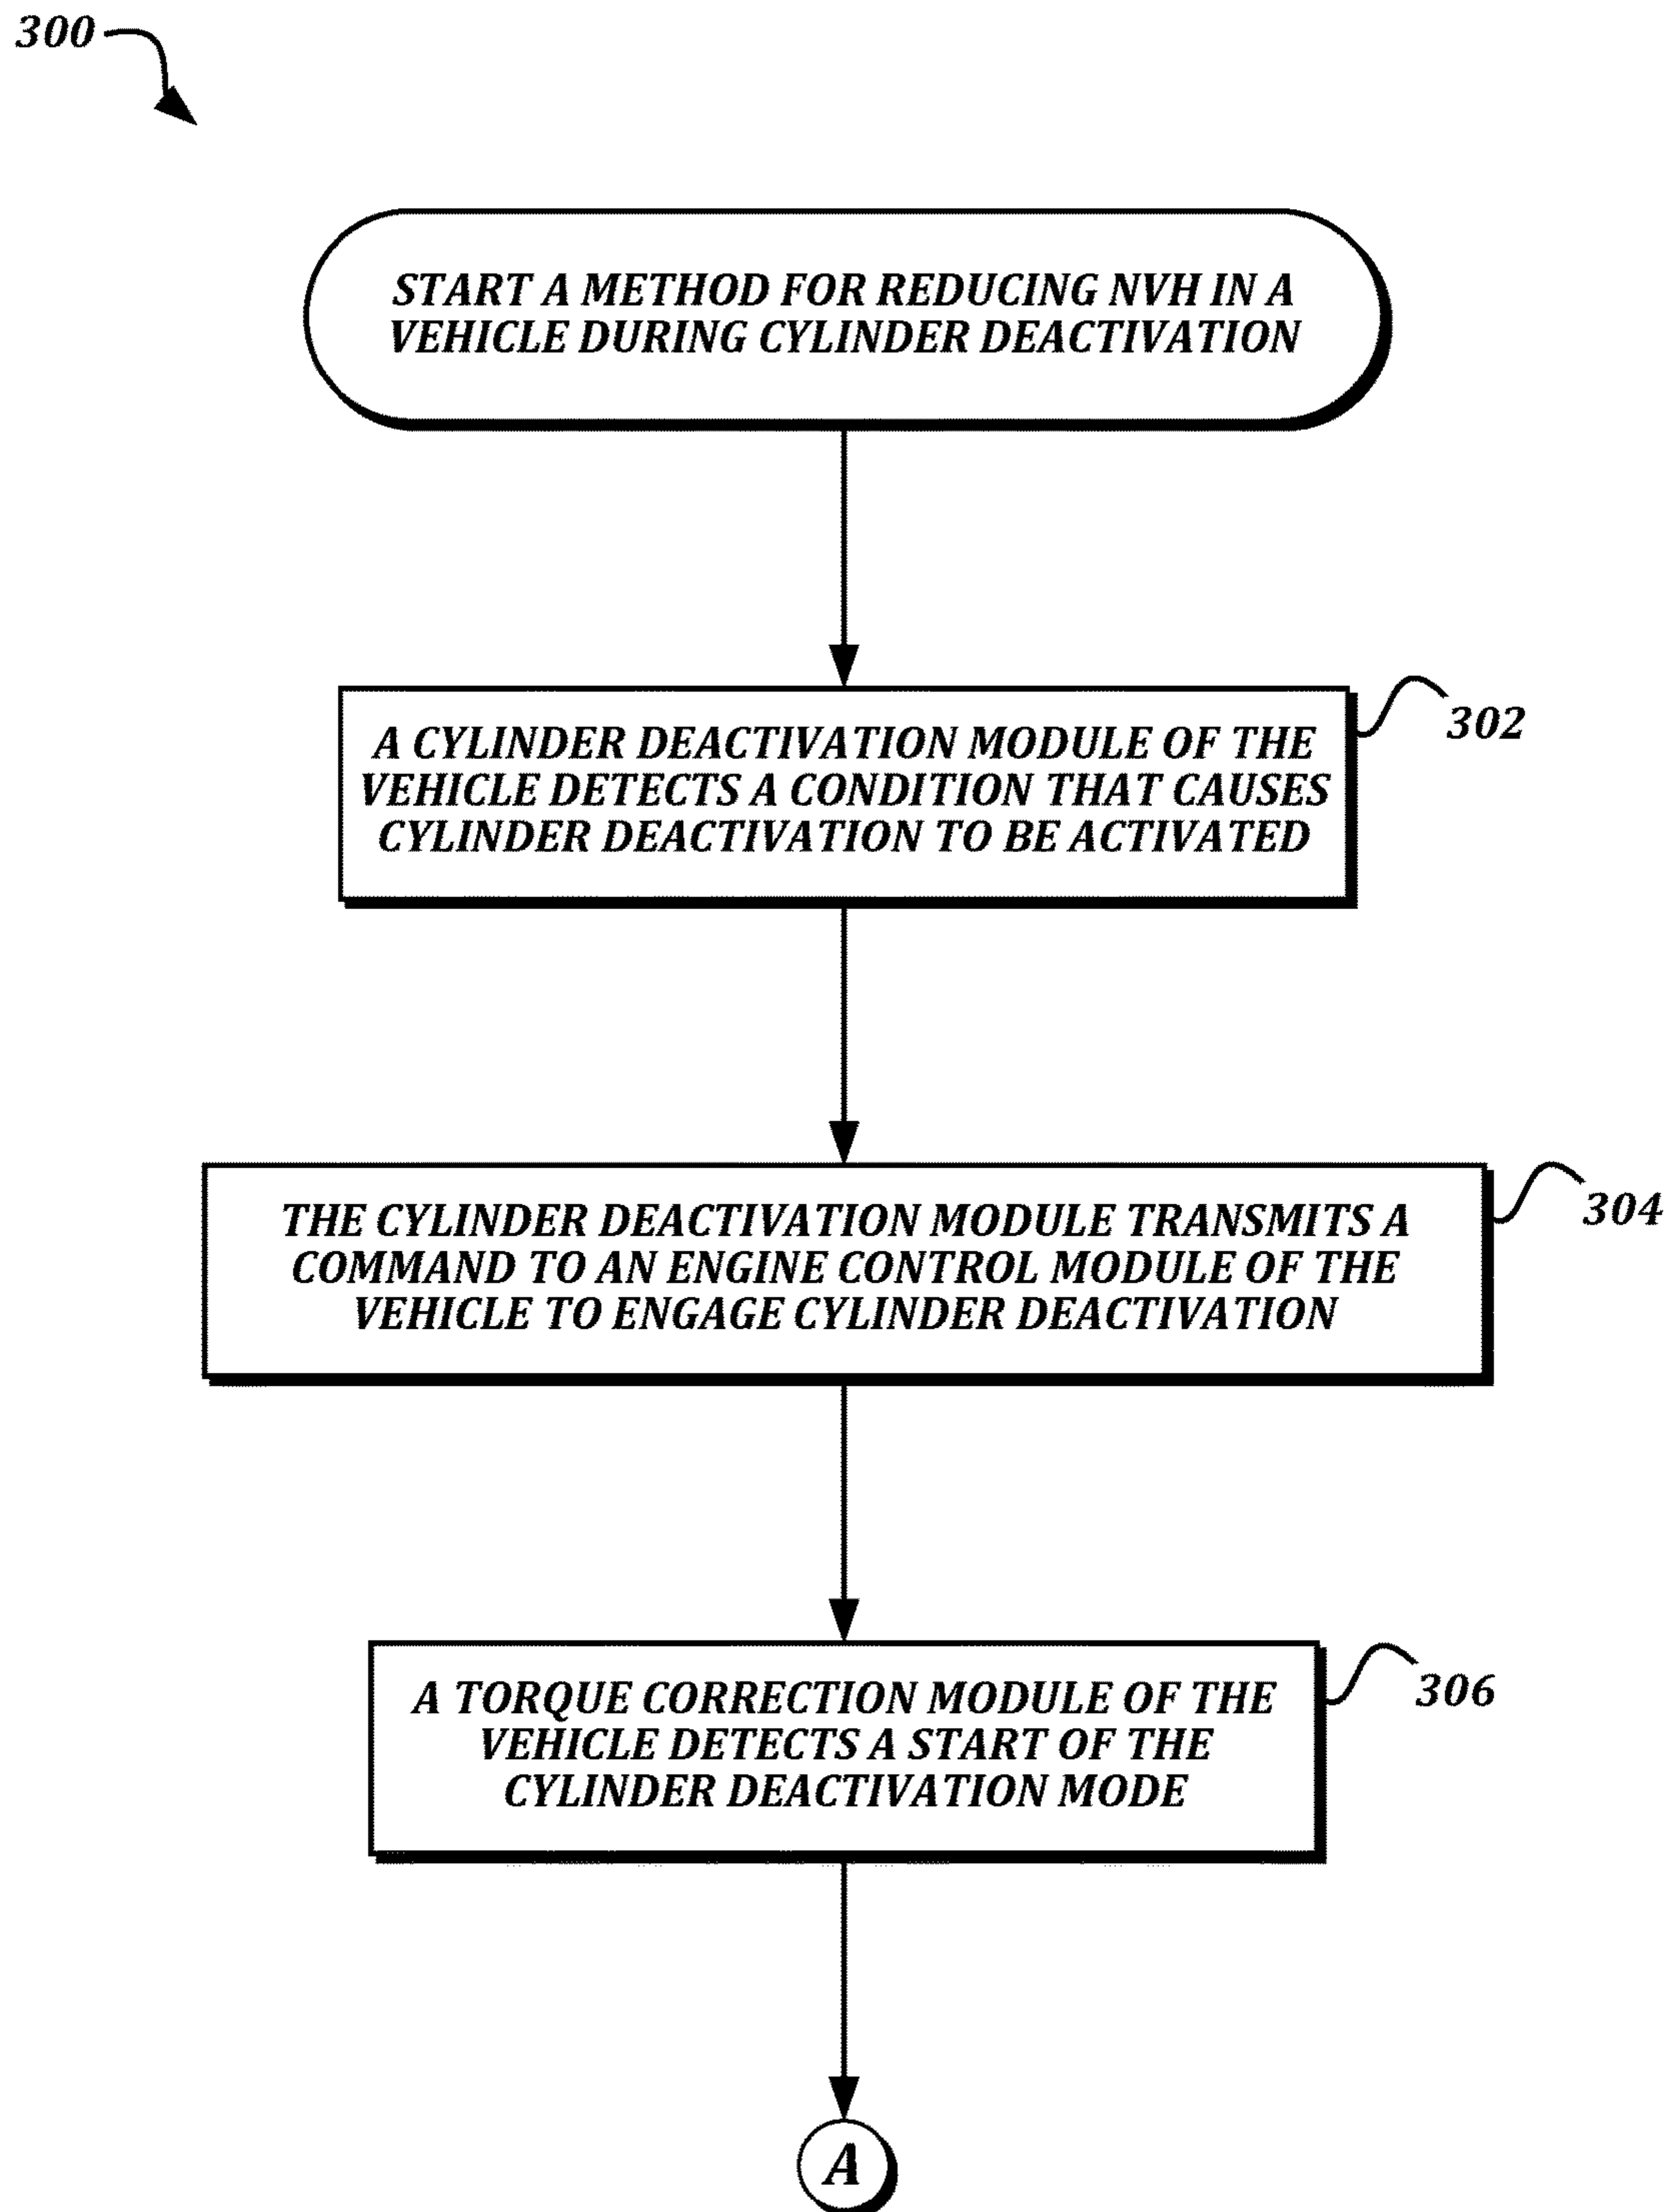 300
START A METHOD FOR REDUCING NVH IN A
VEHICLE DURING CYLINDER DEACTIVATION
A CYLINDER DEACTIVATION MODULE OF THE
VEHICLE DETECTS A CONDITION THAT CAUSES
CYLINDER DEACTIVATION TO BE ACTIVATED
302
THE CYLINDER DEACTIVATION MODULE TRANSMITS A
COMMAND TO AN ENGINE CONTROL MODULE OF THE
VEHICLE TO ENGAGE CYLINDER DEACTIVATION
304
A TORQUE CORRECTION MODULE OF THE
VEHICLE DETECTS A START OF THE
CYLINDER DEACTIVATION MODE
306
A